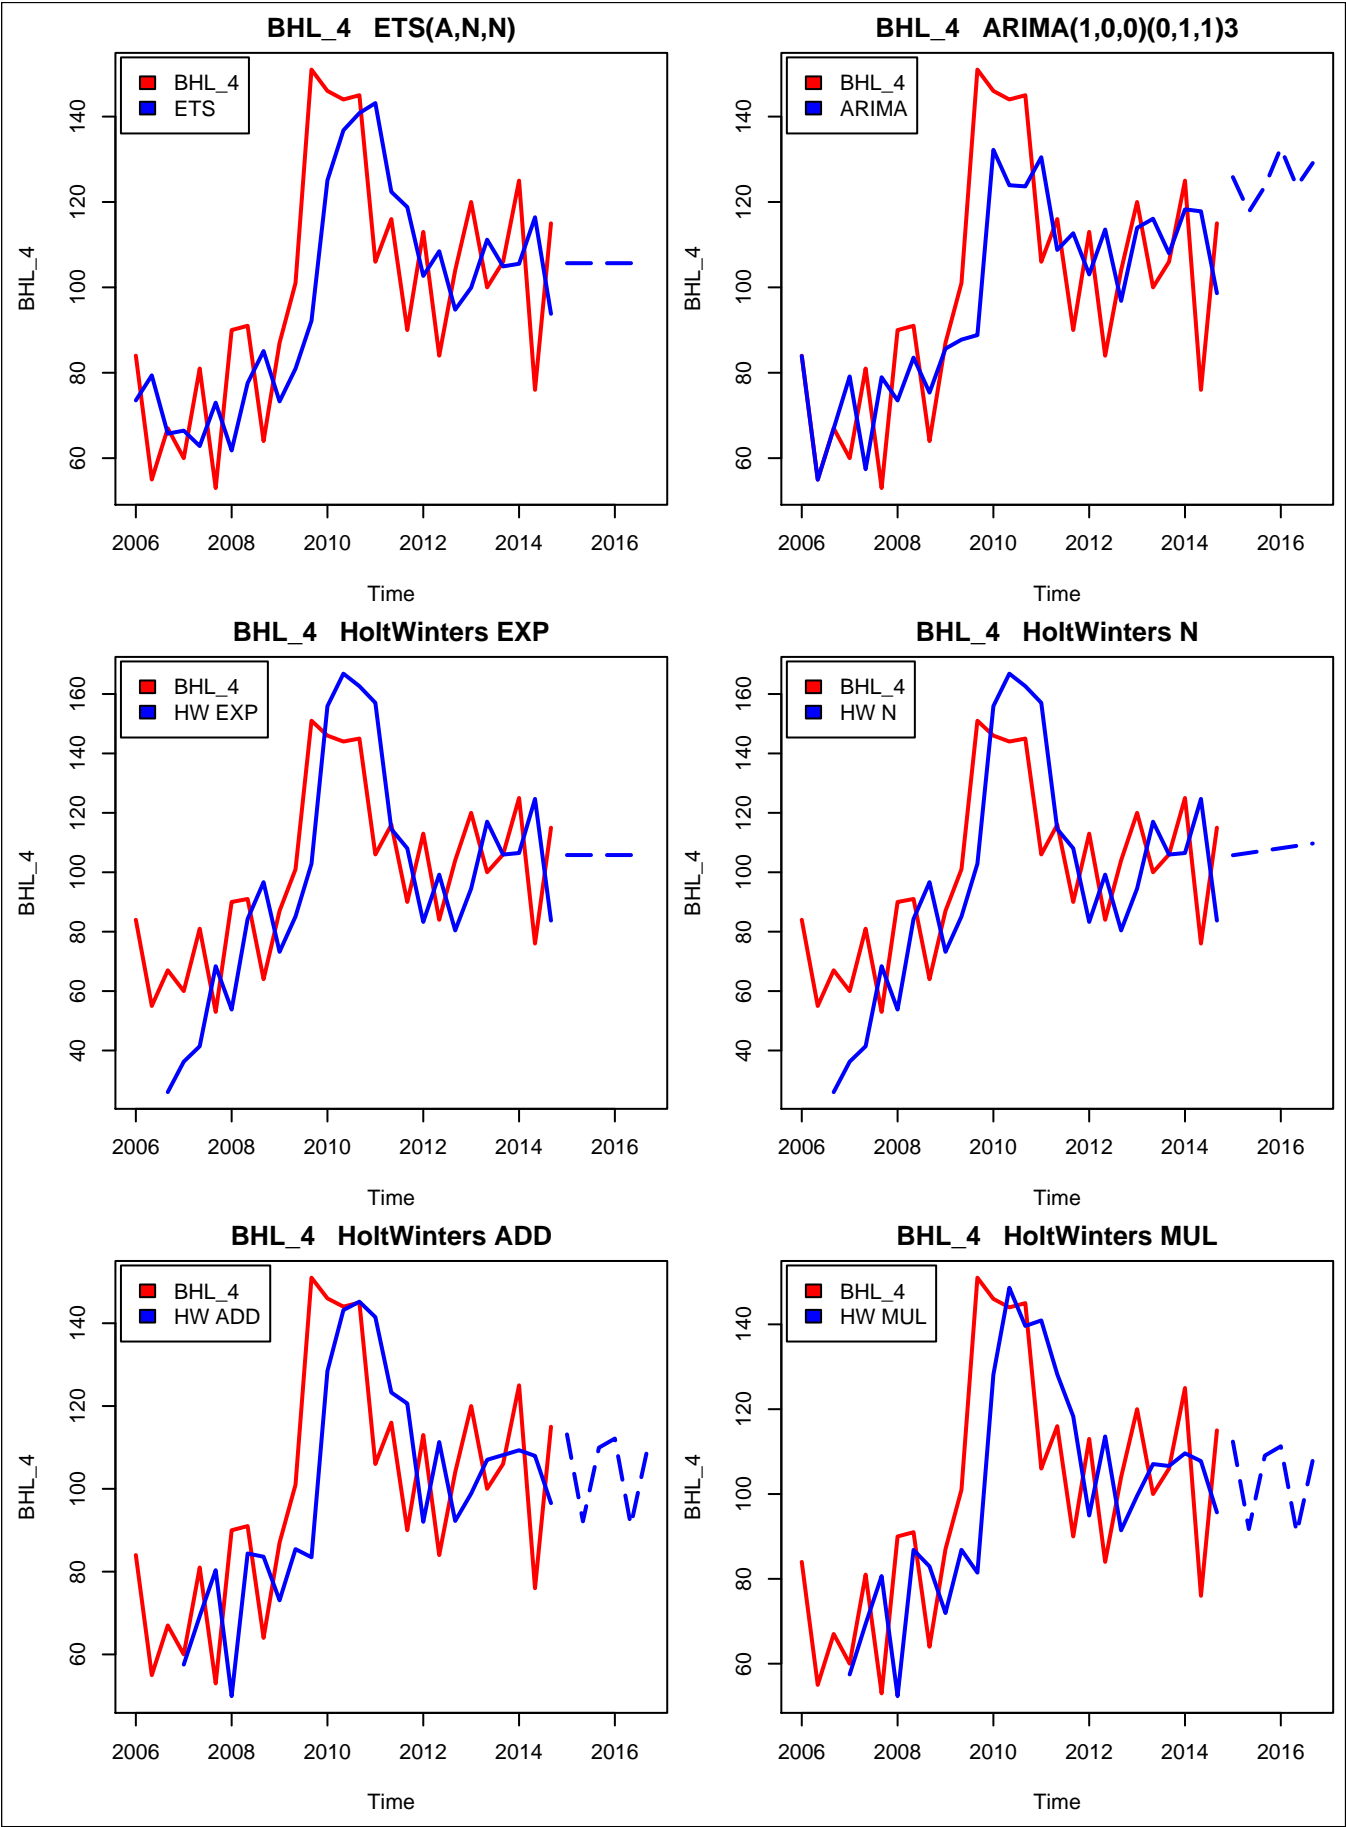 BHL_4 ETS(A,N,N)
BHL_4
ETS
140
120
100
80
60
BHL_4
2006 2008 2010 2012 2014 2016
Time
BHL_4 ARIMA(1,0,0)(0,1,1)3
BHL_4
ARIMA
140
120
100
80
60
BHL_4
2006 2008 2010 2012 2014 2016
Time
BHL_4 HoltWinters EXP
BHL_4
HW EXP
160
140
120
100
80
60
40
BHL_4
2006 2008 2010 2012 2014 2016
Time
BHL_4 HoltWinters N
BHL_4
HW N
160
140
120
100
80
60
40
BHL_4
2006 2008 2010 2012 2014 2016
Time
BHL_4 HoltWinters ADD
BHL_4
HW ADD
140
120
100
80
60
BHL_4
2006 2008 2010 2012 2014 2016
Time
BHL_4 HoltWinters MUL
BHL_4
HW MUL
140
120
100
80
60
BHL_4
2006 2008 2010 2012 2014 2016
Time